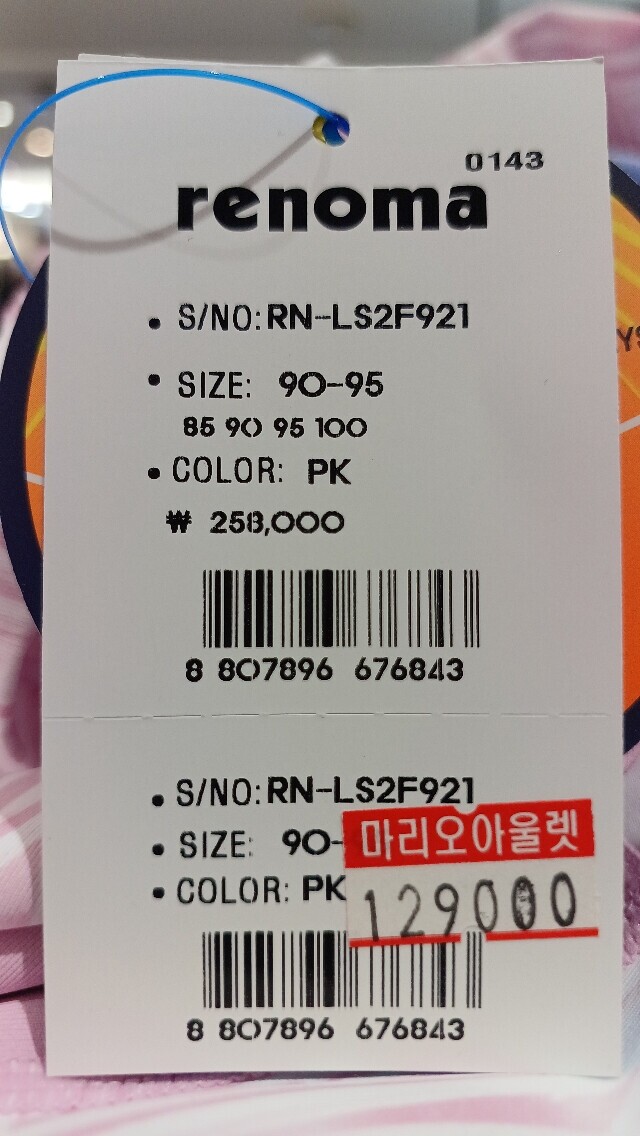 0143
renoma
• S/NO: RN-LS2F921
• SIZE: 90-95
85 90 95 100
• COLOR: PK
₩ 258,000
8 807896 676843
• S/NO: RN-LS2F921
• SIZE: 90-
마리오아울렛
• COLOR: PK
129000
8 807896 676843